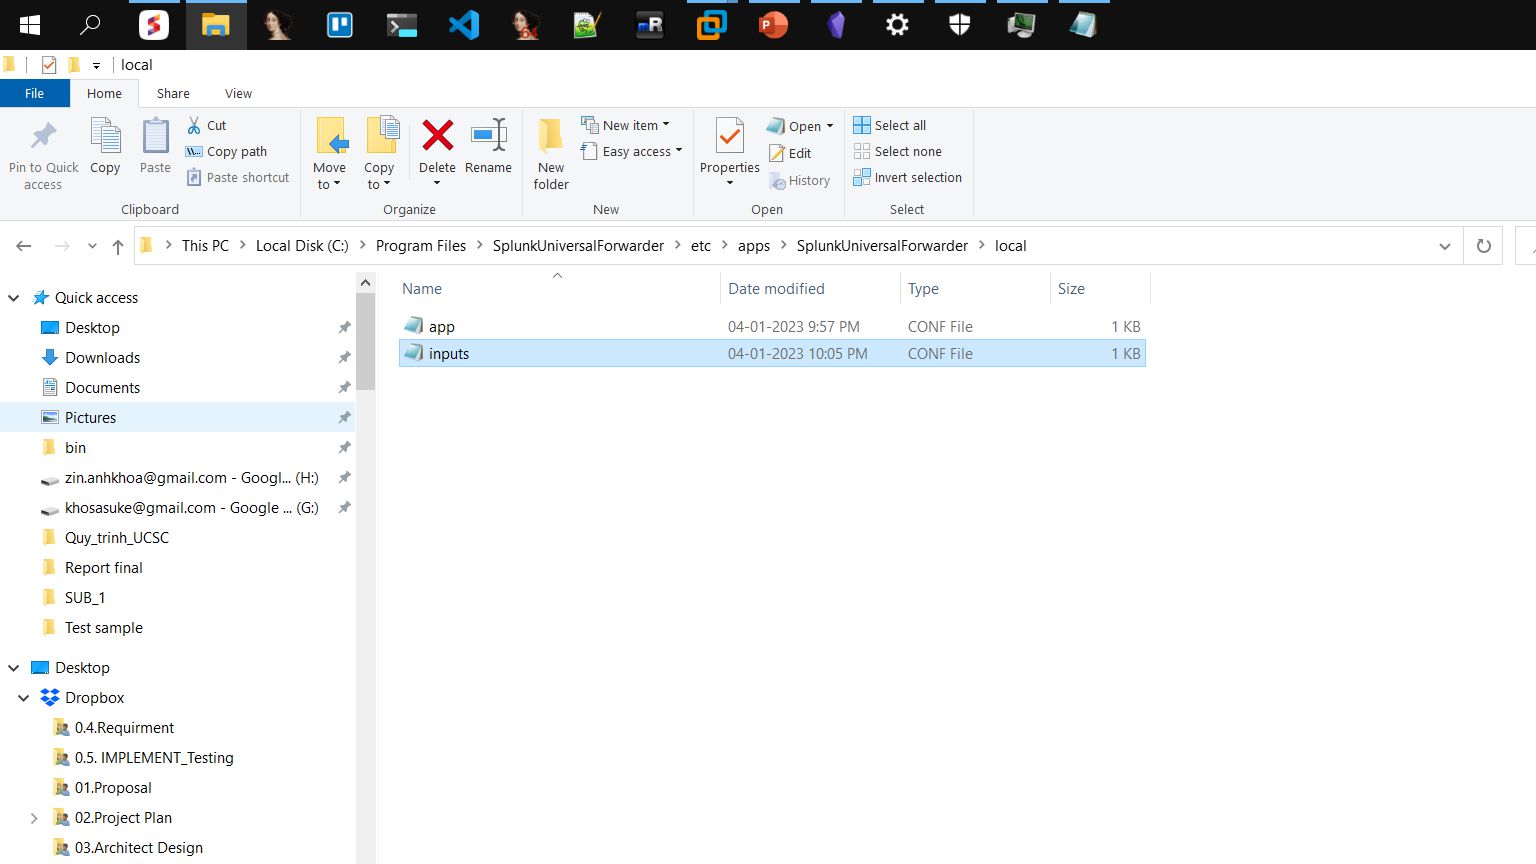 local
File
Home
Share
View
Pin to Quick access
Copy
Paste
Cut
Copy path
Paste shortcut
Clipboard
Move to
Copy to
Delete
Rename
Organize
New folder
New item
Easy access
New
Properties
Open
Edit
History
Open
Select all
Select none
Invert selection
Select
This PC > Local Disk (C:) > Program Files > SplunkUniversalForwarder > etc > apps > SplunkUniversalForwarder > local
Quick access
Desktop
Downloads
Documents
Pictures
bin
zin.anhkhoa@gmail.com - Googl... (H:)
khosasuke@gmail.com - Google ... (G:)
Quy_trinh_UCSC
Report final
SUB_1
Test sample
Desktop
Dropbox
0.4.Requirment
0.5. IMPLEMENT_Testing
01.Proposal
02.Project Plan
03.Architect Design
Name Date modified Type Size
app 04-01-2023 9:57 PM CONF File 1 KB
inputs 04-01-2023 10:05 PM CONF File 1 KB